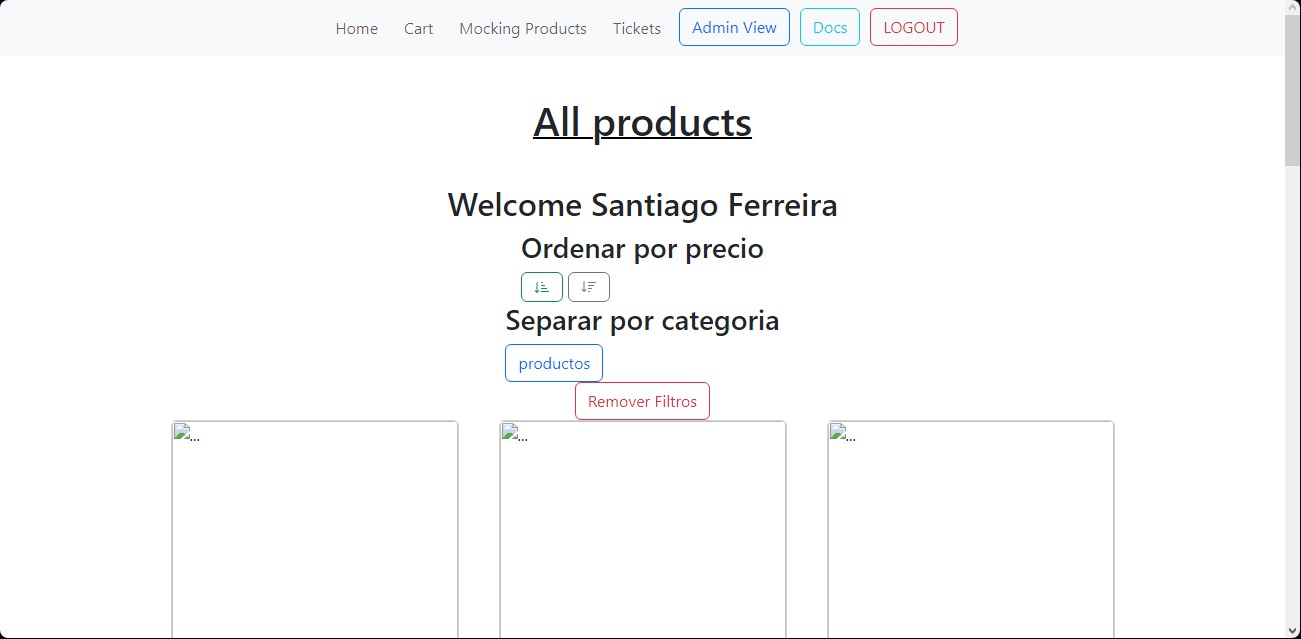 Home Cart Mocking Products Tickets Admin View Docs LOGOUT
All products
Welcome Santiago Ferreira
Ordenar por precio
Separar por categoria
productos
Remover Filtros
... ... ...